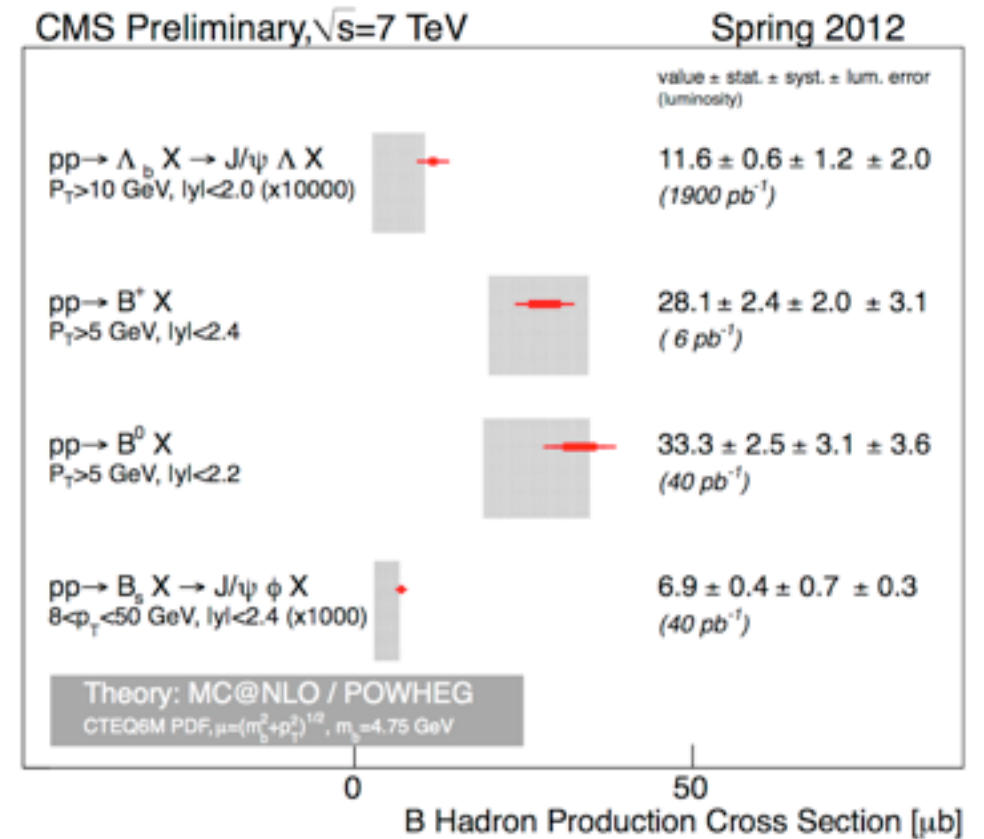 CMS Preliminary,√s=7 TeV Spring 2012
value ± stat. ± syst. ± lum. error
(luminosity)
pp→ Λb X → J/ψ Λ X 11.6 ± 0.6 ± 1.2 ± 2.0
PT>10 GeV, |y|<2.0 (x10000) (1900 pb⁻¹)
pp→ B⁺ X 28.1 ± 2.4 ± 2.0 ± 3.1
PT>5 GeV, |y|<2.4 ( 6 pb⁻¹)
pp→ B⁰ X 33.3 ± 2.5 ± 3.1 ± 3.6
PT>5 GeV, |y|<2.2 (40 pb⁻¹)
pp→ Bs X → J/ψ ϕ X 6.9 ± 0.4 ± 0.7 ± 0.3
8<pT<50 GeV, |y|<2.4 (x1000) (40 pb⁻¹)
Theory: MC@NLO / POWHEG
CTEQ6M PDF, μ=(m²b+p²T)^1/2, mb=4.75 GeV
0 50
B Hadron Production Cross Section [μb]